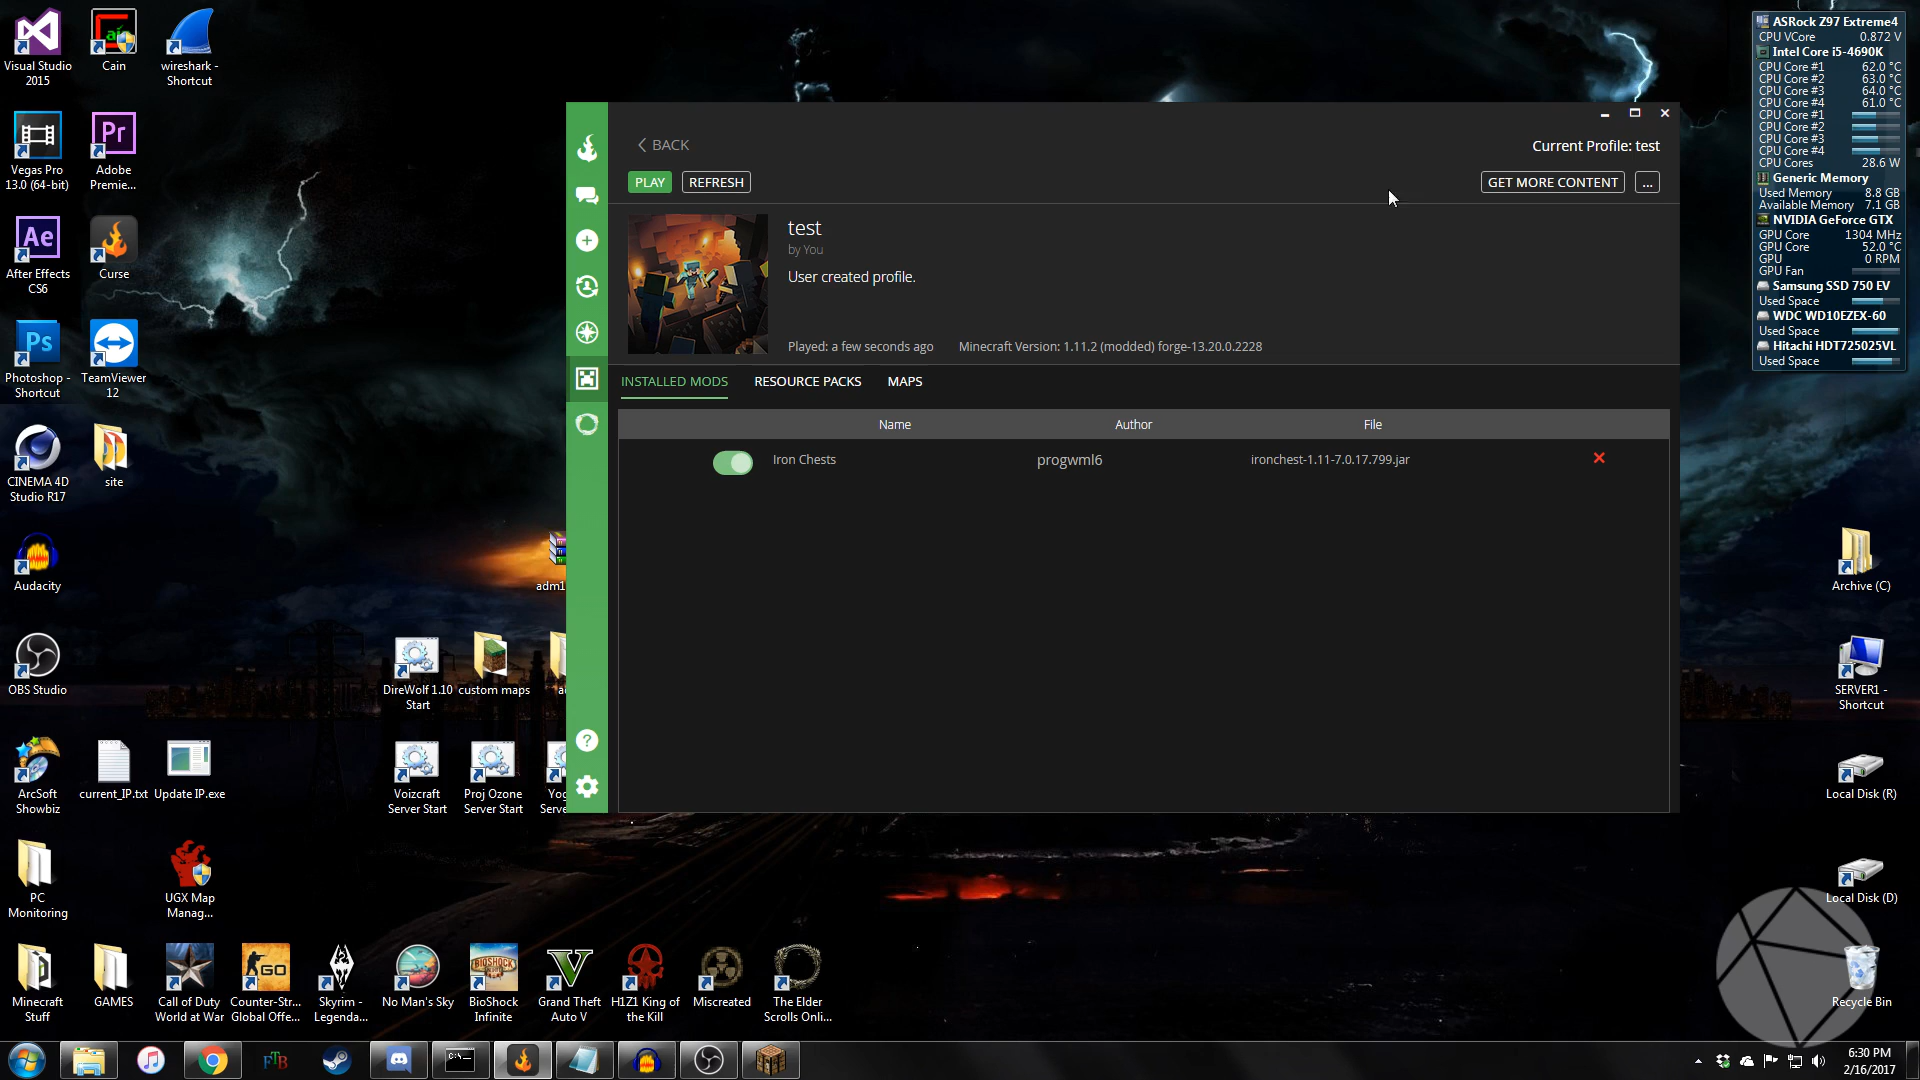 Visual Studio
2015
Cain
wireshark -
Shortcut
Vegas Pro
13.0 (64-bit)
Adobe
Premie...
After Effects
CS6
Curse
Photoshop -
Shortcut
TeamViewer
12
CINEMA 4D
Studio R17
site
Audacity
adm1
OBS Studio
DireWolf 1.10
Start
custom maps
ArcSoft
Showbiz
current_IP.txt
Update IP.exe
Voizcraft
Server Start
Proj Ozone
Server Start
Yog
Serve
PC
Monitoring
UGX Map
Manag...
Minecraft
Stuff
GAMES
Call of Duty
World at War
Counter-Str...
Global Offe...
Skyrim -
Legenda...
No Man's Sky
BioShock
Infinite
Grand Theft
Auto V
H1Z1 King of
the Kill
Miscreated
The Elder
Scrolls Onli...
BACK
Current Profile: test
PLAY
REFRESH
GET MORE CONTENT
...
test
by You
User created profile.
Played: a few seconds ago
Minecraft Version: 1.11.2 (modded) forge-13.20.0.2228
INSTALLED MODS
RESOURCE PACKS
MAPS
Name
Author
File
Iron Chests
progwml6
ironchest-1.11-7.0.17.799.jar
ASRock Z97 Extreme4
CPU VCore 0.872 V
Intel Core i5-4690K
CPU Core #1 62.0 °C
CPU Core #2 63.0 °C
CPU Core #3 64.0 °C
CPU Core #4 61.0 °C
CPU Core #1
CPU Core #2
CPU Core #3
CPU Core #4
CPU Cores 28.6 W
Generic Memory
Used Memory 8.8 GB
Available Memory 7.1 GB
NVIDIA GeForce GTX
GPU Core 1304 MHz
GPU Core 52.0 °C
GPU 0 RPM
GPU Fan
Samsung SSD 750 EV
Used Space
WDC WD10EZEX-60
Used Space
Hitachi HDT725025VL
Used Space
Archive (C)
SERVER1 -
Shortcut
Local Disk (R)
Local Disk (D)
Recycle Bin
6:30 PM
2/16/2017